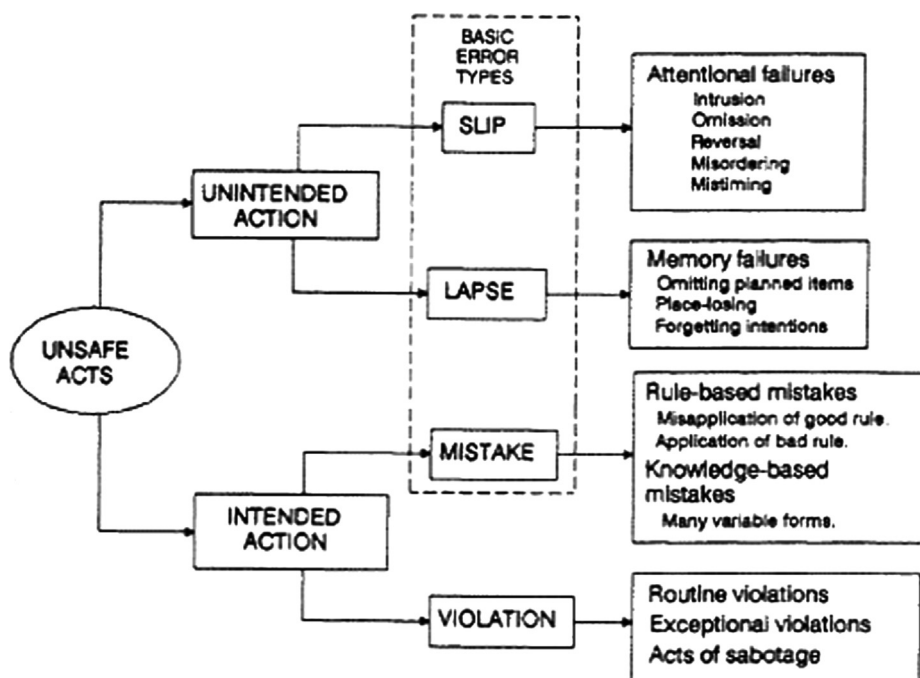 BASIC
ERROR
TYPES
SLIP
Attentional failures
Intrusion
Omission
Reversal
Misordering
Mistiming
UNINTENDED
ACTION
LAPSE
Memory failures
Omitting planned items
Place-losing
Forgetting intentions
UNSAFE
ACTS
MISTAKE
Rule-based mistakes
Misapplication of good rule.
Application of bad rule.
Knowledge-based
mistakes
Many variable forms.
INTENDED
ACTION
VIOLATION
Routine violations
Exceptional violations
Acts of sabotage